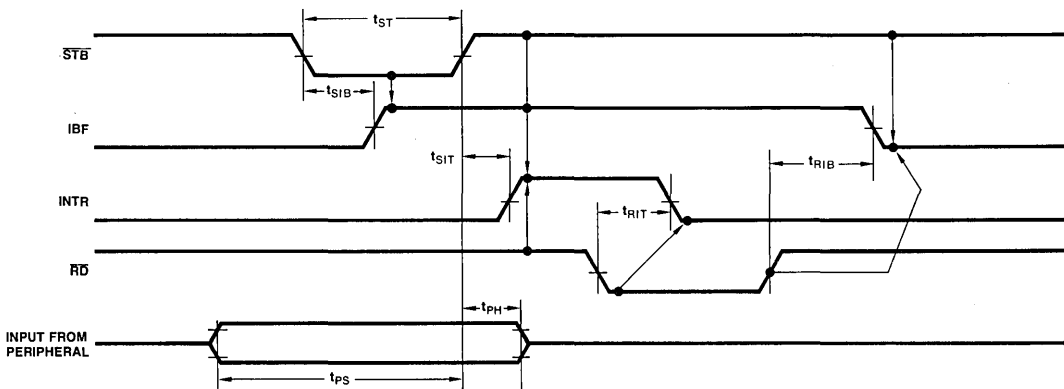 tST
STB
tSIB
IBF
tSIT
tRIB
INTR
tRIT
RD
tPH
INPUT FROM
PERIPHERAL
tPS